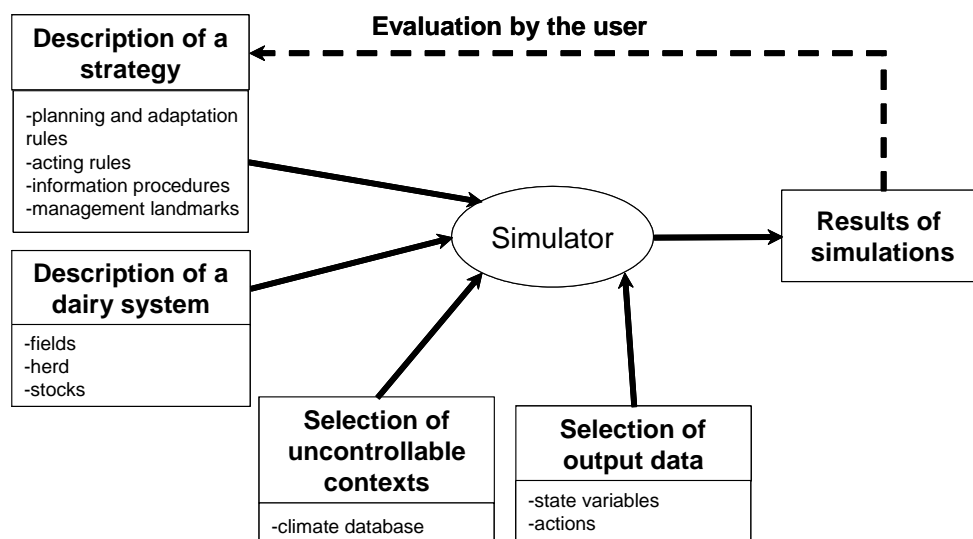 Evaluation by the user
Description of a
strategy
-planning and adaptation
rules
-acting rules
-information procedures
-management landmarks
Simulator
Results of
simulations
Description of a
dairy system
-fields
-herd
-stocks
Selection of
uncontrollable
contexts
-climate database
Selection of
output data
-state variables
-actions